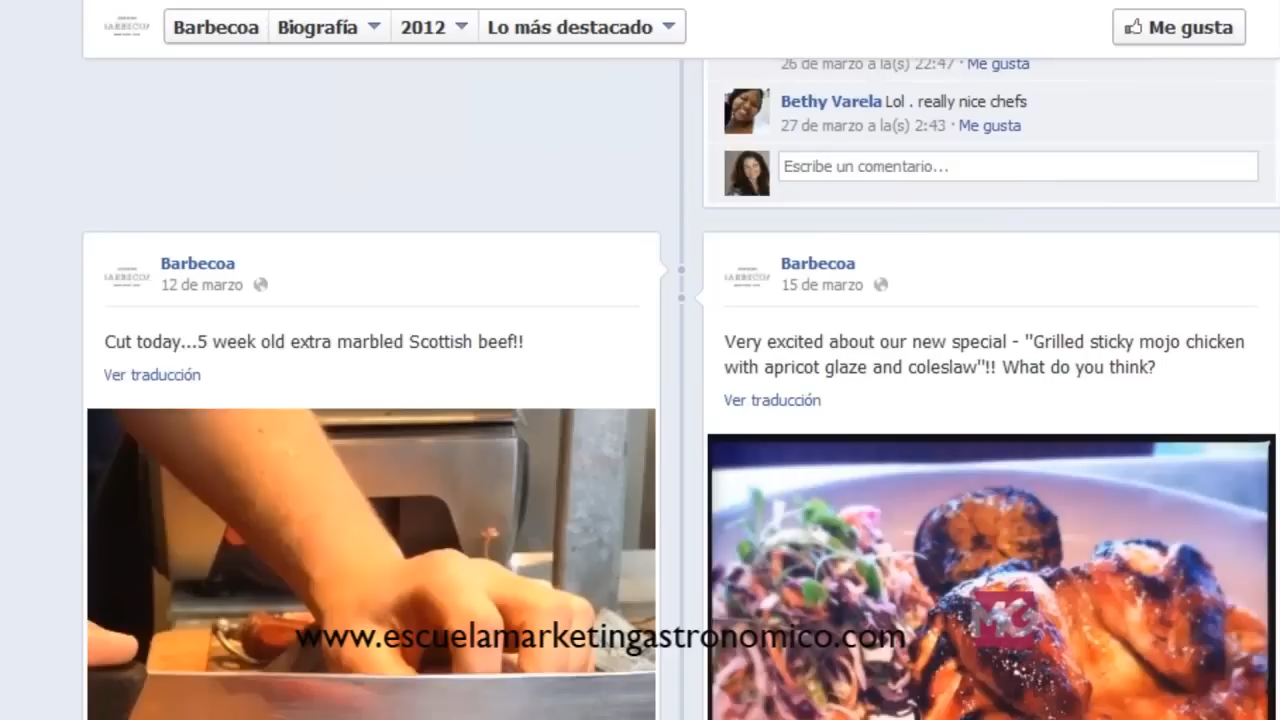 BARBECOA
Barbecoa
Biografía
2012
Lo más destacado
Me gusta
26 de marzo a la(s) 22:47 · Me gusta
Bethy Varela Lol . really nice chefs
27 de marzo a la(s) 2:43 · Me gusta
Escribe un comentario...
BARBECOA
Barbecoa
12 de marzo
Cut today...5 week old extra marbled Scottish beef!!
Ver traducción
BARBECOA
Barbecoa
15 de marzo
Very excited about our new special - "Grilled sticky mojo chicken
with apricot glaze and coleslaw"!! What do you think?
Ver traducción
MG
www.escuelamarketingastronomico.com